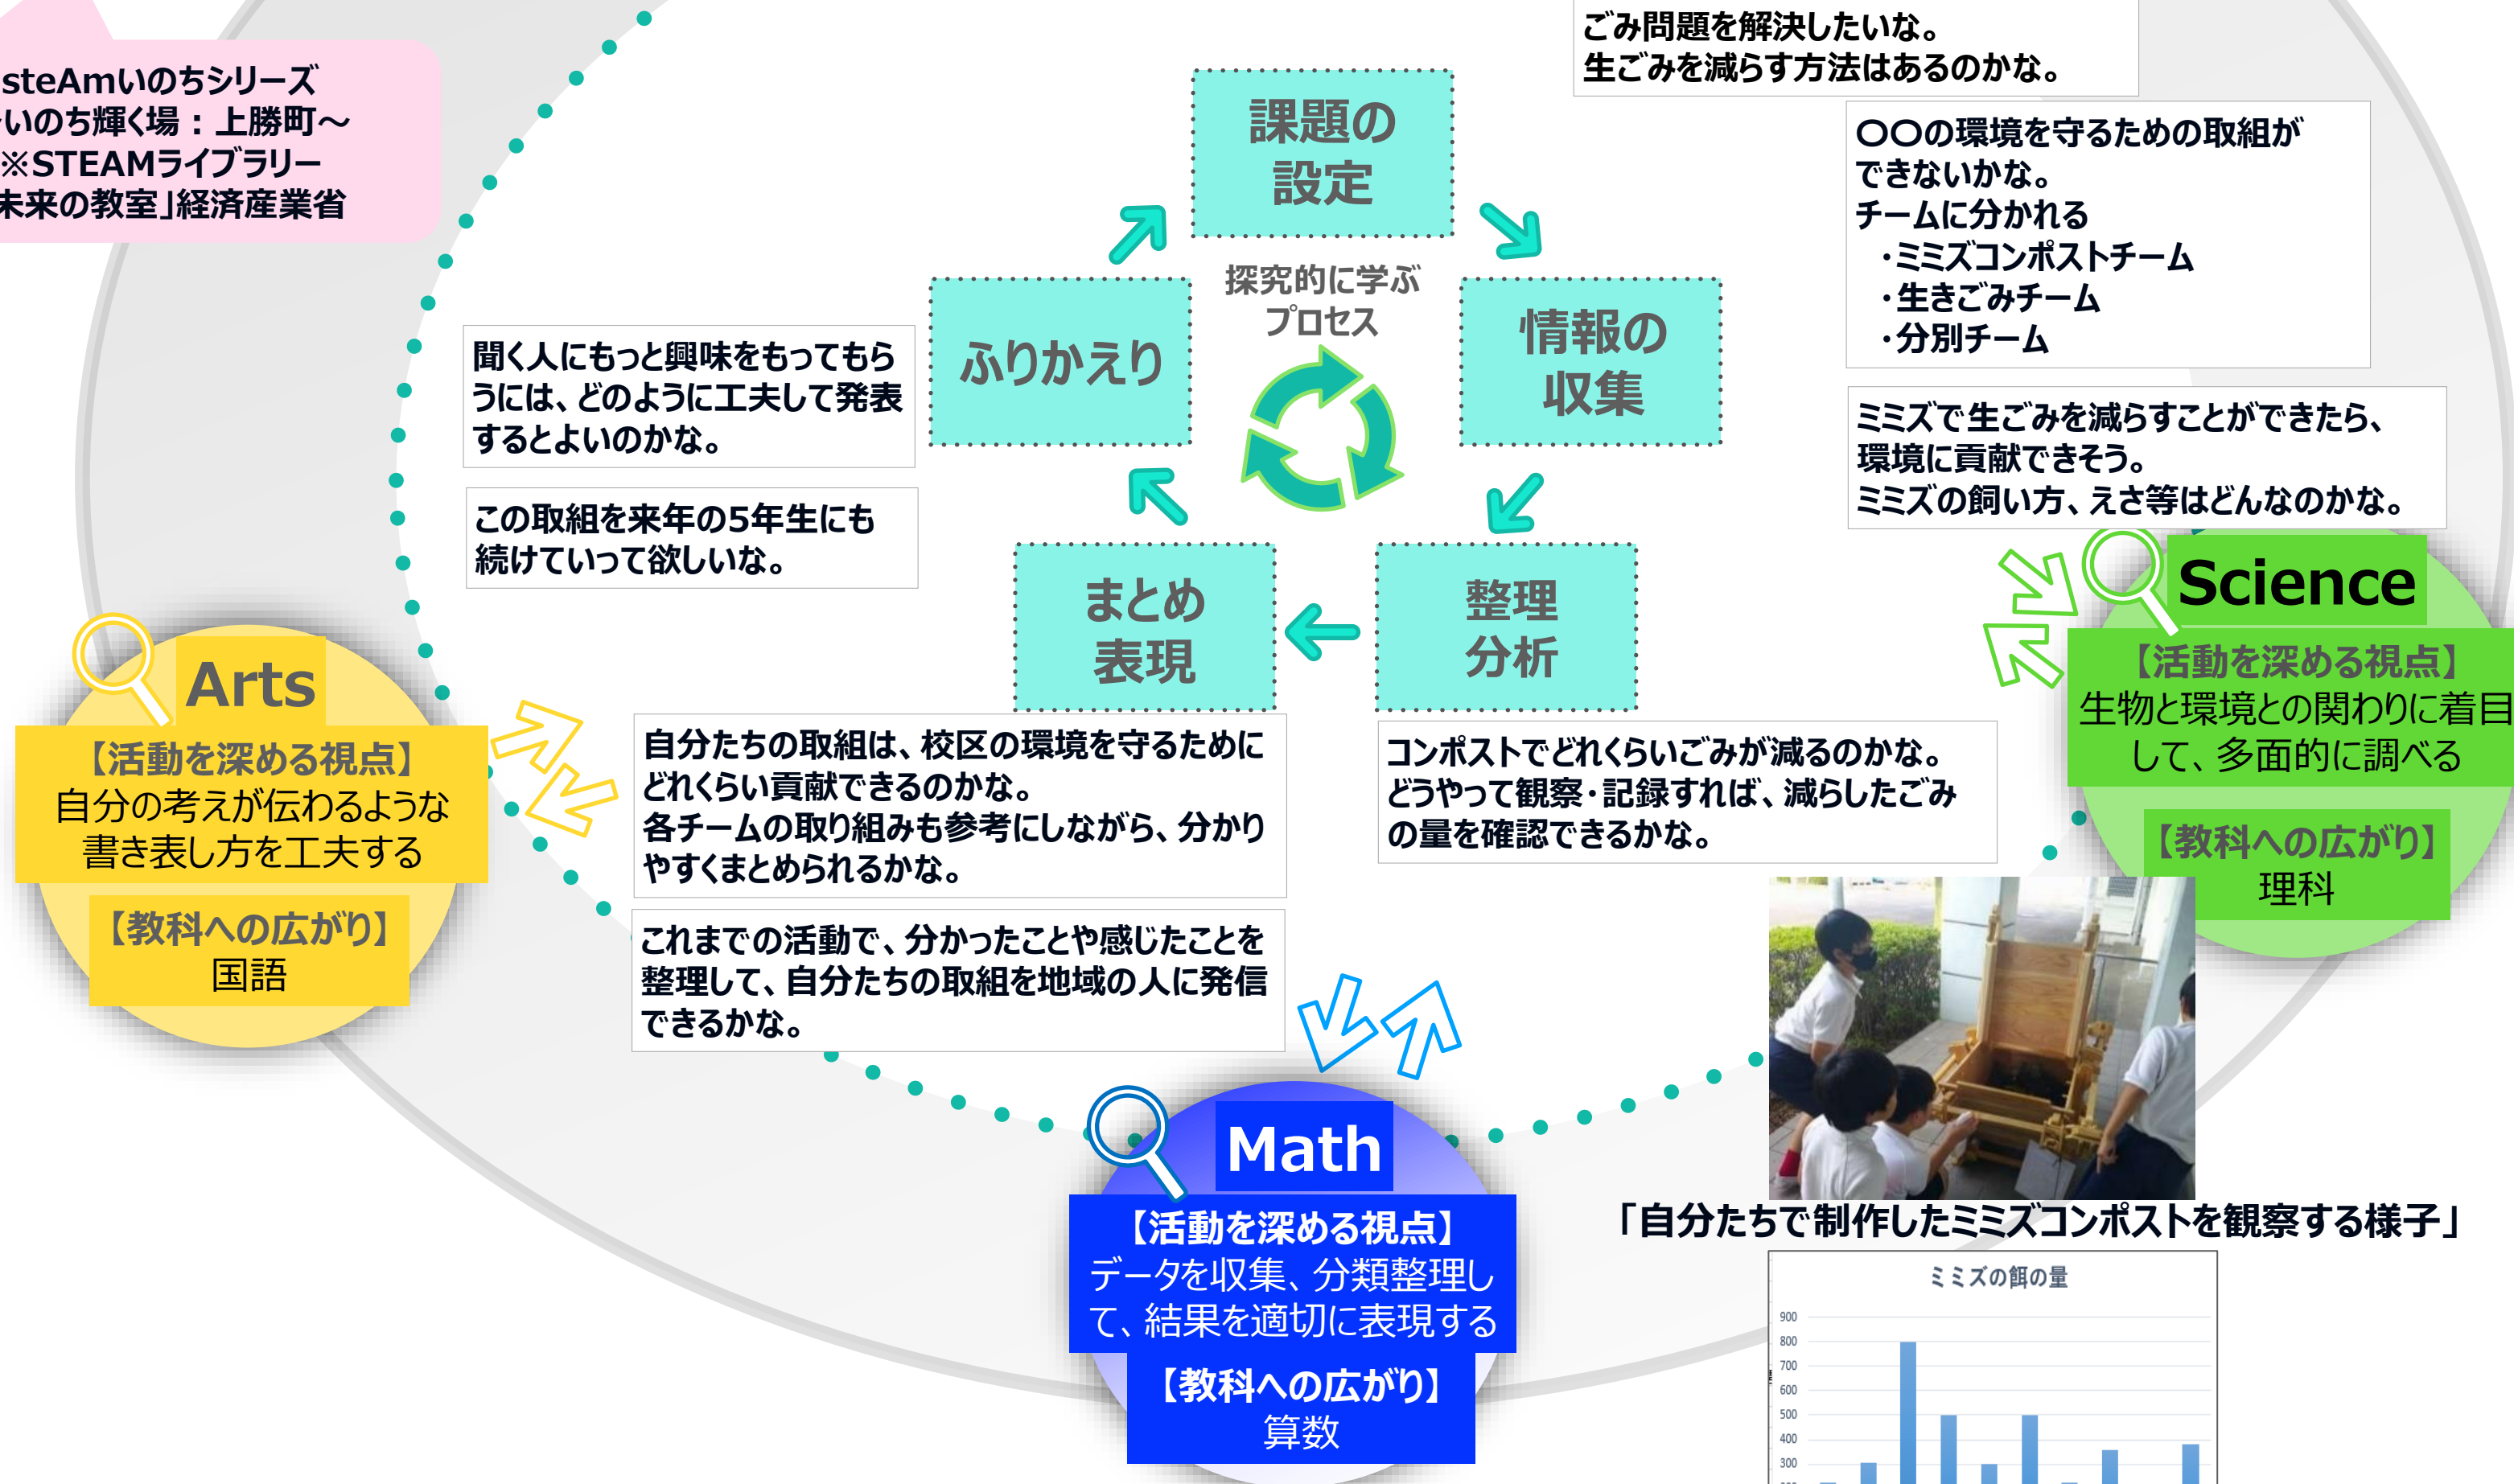 steAmいのちシリーズ
いのち輝く場：上勝町～
※STEAMライブラリー
未来の教室」経済産業省
ごみ問題を解決したいな。
生ごみを減らす方法はあるのかな。
〇〇の環境を守るための取組が
できないかな。
チームに分かれる
・ミミズコンポストチーム
・生きごみチーム
・分別チーム
課題の
設定
探究的に学ぶ
プロセス
ふりかえり
情報の
収集
まとめ
表現
整理
分析
聞く人にもっと興味をもってもら
うには、どのように工夫して発表
するとよいのかな。
この取組を来年の5年生にも
続けていって欲しいな。
ミミズで生ごみを減らすことができたら、
環境に貢献できそう。
ミミズの飼い方、えさ等はどんなのかな。
Science
【活動を深める視点】
生物と環境との関わりに着目
して、多面的に調べる
【教科への広がり】
理科
Arts
【活動を深める視点】
自分の考えが伝わるような
書き表し方を工夫する
【教科への広がり】
国語
自分たちの取組は、校区の環境を守るために
どれくらい貢献できるのかな。
各チームの取り組みも参考にしながら、分かり
やすくまとめられるかな。
コンポストでどれくらいごみが減るのかな。
どうやって観察・記録すれば、減らしたごみ
の量を確認できるかな。
これまでの活動で、分かったことや感じたことを
整理して、自分たちの取組を地域の人に発信
できるかな。
Math
【活動を深める視点】
データを収集、分類整理し
て、結果を適切に表現する
【教科への広がり】
算数
「自分たちで制作したミミズコンポストを観察する様子」
ミミズの餌の量
900
800
700
600
500
400
300